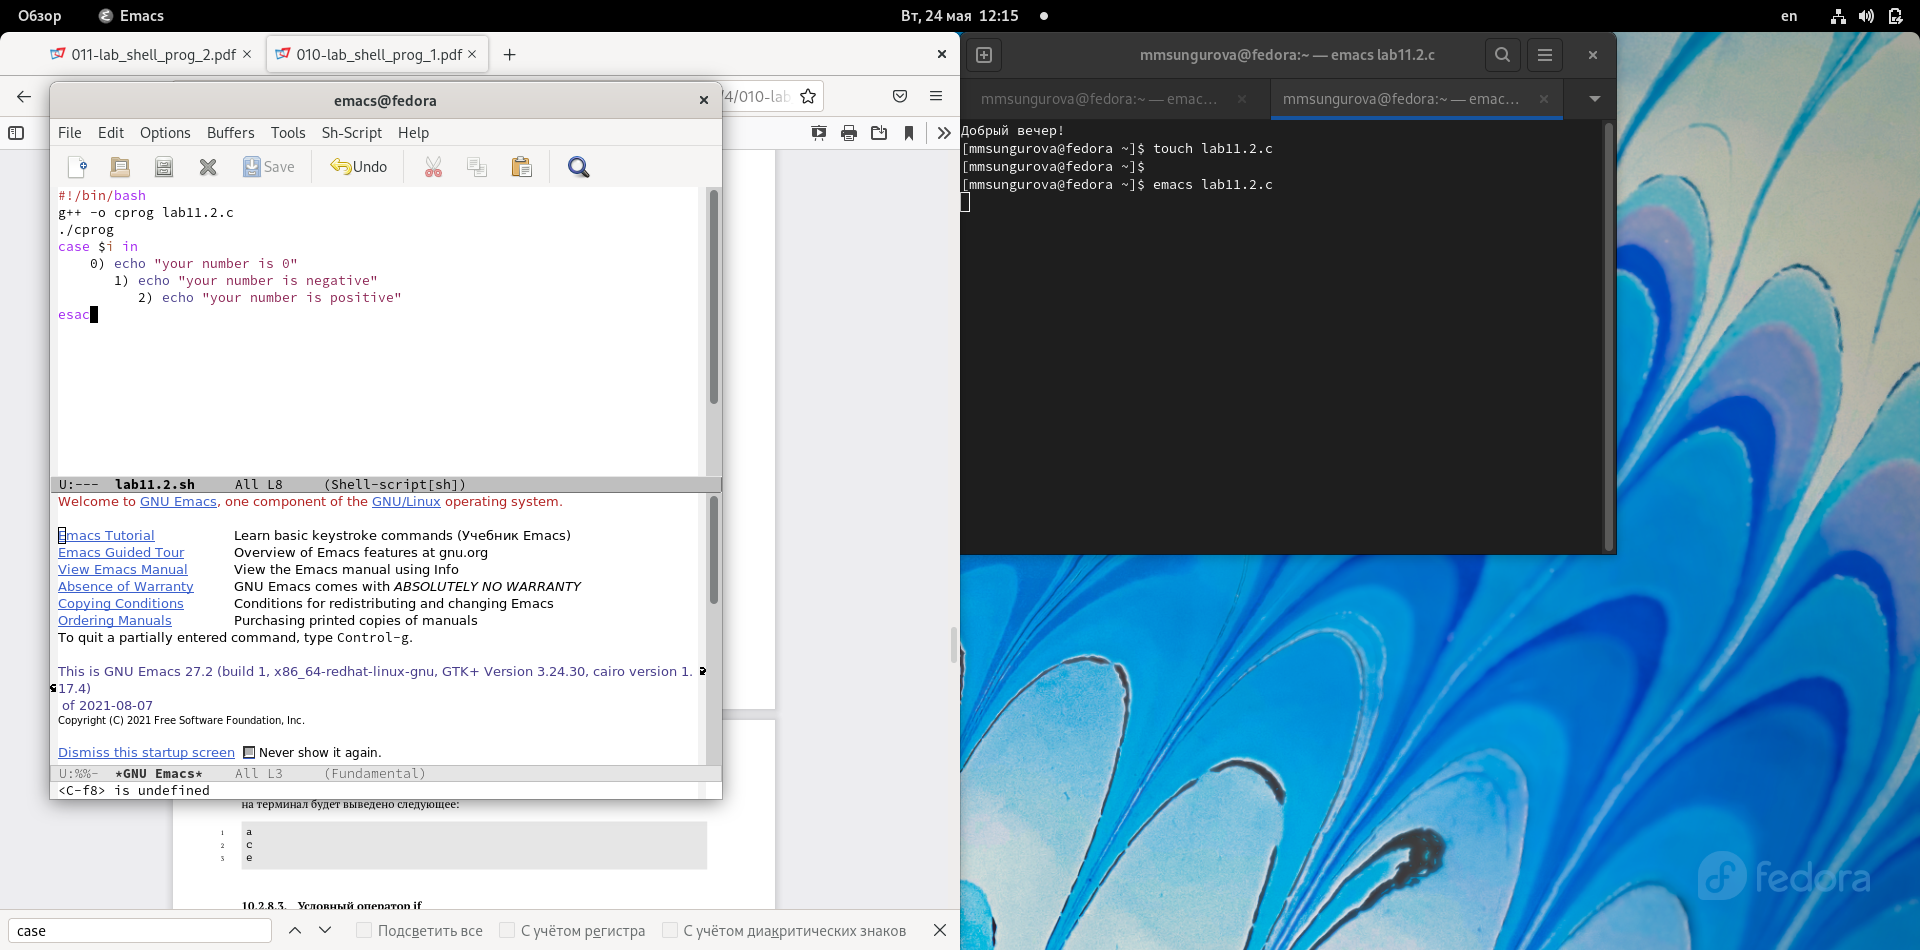 Обзор
Emacs
Вт, 24 мая 12:15
en
011-lab_shell_prog_2.pdf
010-lab_shell_prog_1.pdf
/4/010-lab
emacs@fedora
File Edit Options Buffers Tools Sh-Script Help
Save Undo
#!/bin/bash
g++ -o cprog lab11.2.c
./cprog
case $i in
    0) echo "your number is 0"
       1) echo "your number is negative"
          2) echo "your number is positive"
esac
U:--- lab11.2.sh All L8 (Shell-script[sh])
Welcome to GNU Emacs, one component of the GNU/Linux operating system.
Emacs Tutorial Learn basic keystroke commands (Учебник Emacs)
Emacs Guided Tour Overview of Emacs features at gnu.org
View Emacs Manual View the Emacs manual using Info
Absence of Warranty GNU Emacs comes with ABSOLUTELY NO WARRANTY
Copying Conditions Conditions for redistributing and changing Emacs
Ordering Manuals Purchasing printed copies of manuals
To quit a partially entered command, type Control-g.
This is GNU Emacs 27.2 (build 1, x86_64-redhat-linux-gnu, GTK+ Version 3.24.30, cairo version 1.
17.4)
of 2021-08-07
Copyright (C) 2021 Free Software Foundation, Inc.
Dismiss this startup screen Never show it again.
U:%%- *GNU Emacs* All L3 (Fundamental)
<C-f8> is undefined
на терминал будет выведено следующее:
1 a
2 c
3 e
10.2.8.3. Условный оператор if
case
Подсветить все
С учётом регистра
С учётом диакритических знаков
mmsungurova@fedora:~ — emacs lab11.2.c
mmsungurova@fedora:~ — emac...
mmsungurova@fedora:~ — emac...
Добрый вечер!
[mmsungurova@fedora ~]$ touch lab11.2.c
[mmsungurova@fedora ~]$
[mmsungurova@fedora ~]$ emacs lab11.2.c
fedora